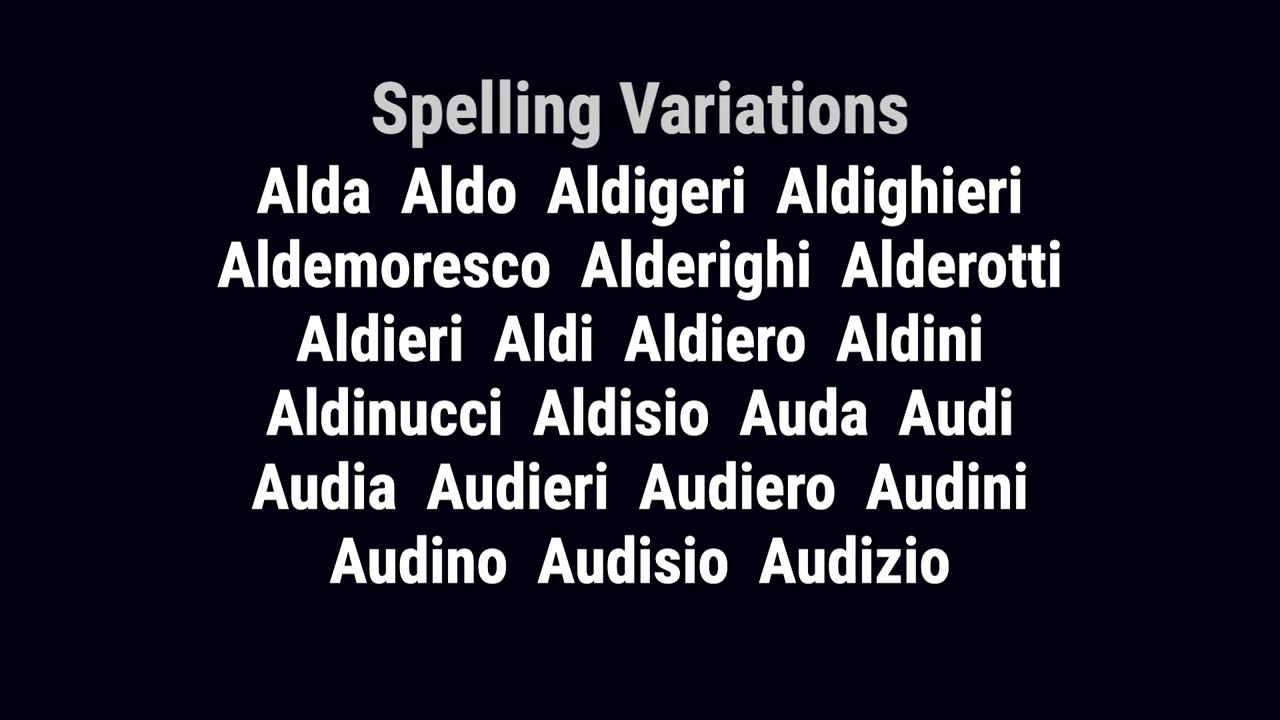 Spelling Variations
Alda Aldo Aldigeri Aldighieri
Aldemoresco Alderighi Alderotti
Aldieri Aldi Aldiero Aldini
Aldinucci Aldisio Auda Audi
Audia Audieri Audiero Audini
Audino Audisio Audizio